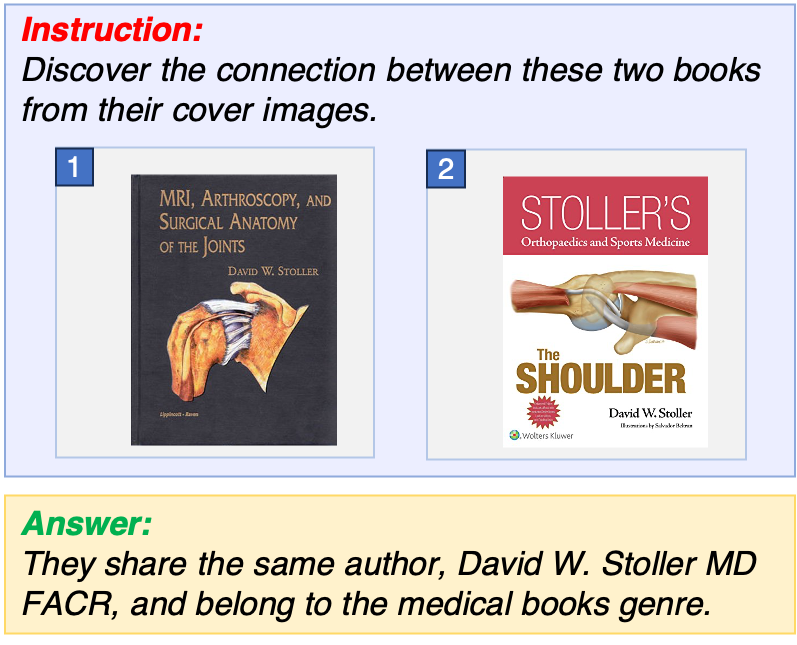 Instruction:
Discover the connection between these two books
from their cover images.
1
MRI, ARTHROSCOPY, AND
SURGICAL ANATOMY
OF THE JOINTS
DAVID W. STOLLER
Lippincott - Raven
2
STOLLER'S
Orthopaedics and Sports Medicine
The
SHOULDER
David W. Stoller
Illustrations by Salvador Beltran
Wolters Kluwer
Answer:
They share the same author, David W. Stoller MD
FACR, and belong to the medical books genre.